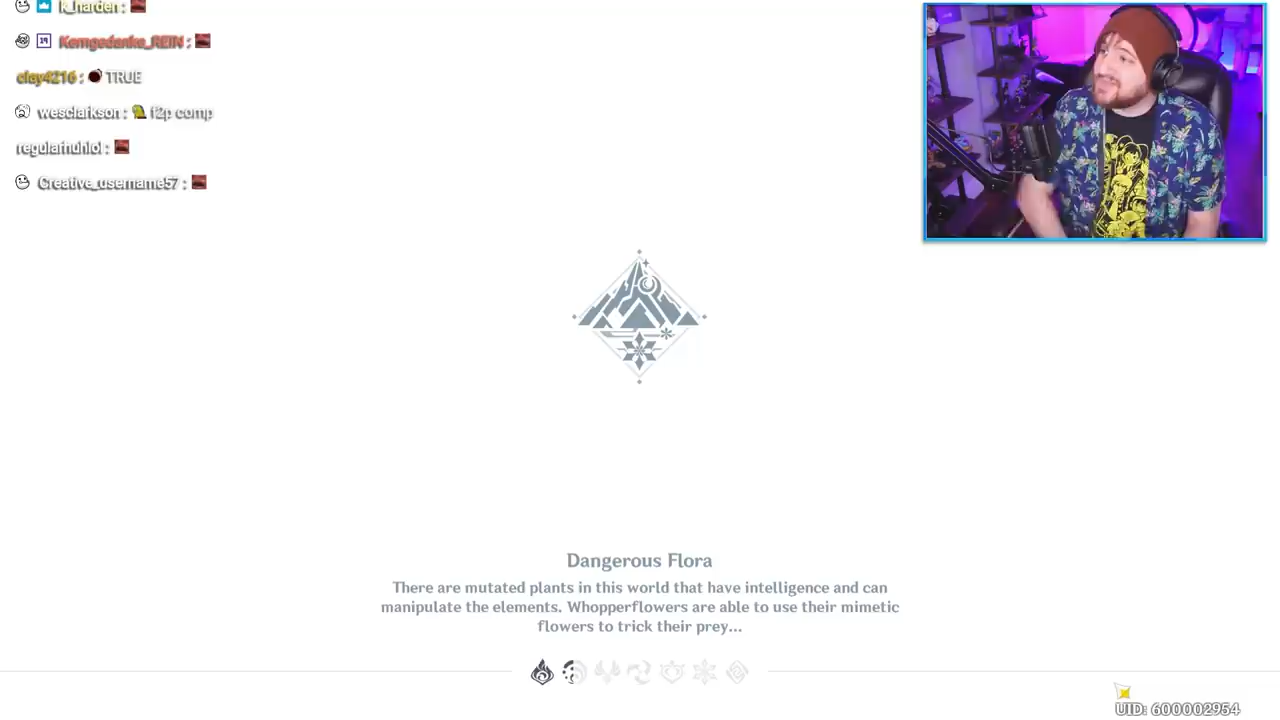 k_harden :
19 Kerngedanke_REIN :
clay4216 : TRUE
wesclarkson : f2p comp
regularhuhlol :
Creative_username57 :
Dangerous Flora
There are mutated plants in this world that have intelligence and can
manipulate the elements. Whopperflowers are able to use their mimetic
flowers to trick their prey...
UID: 600002954